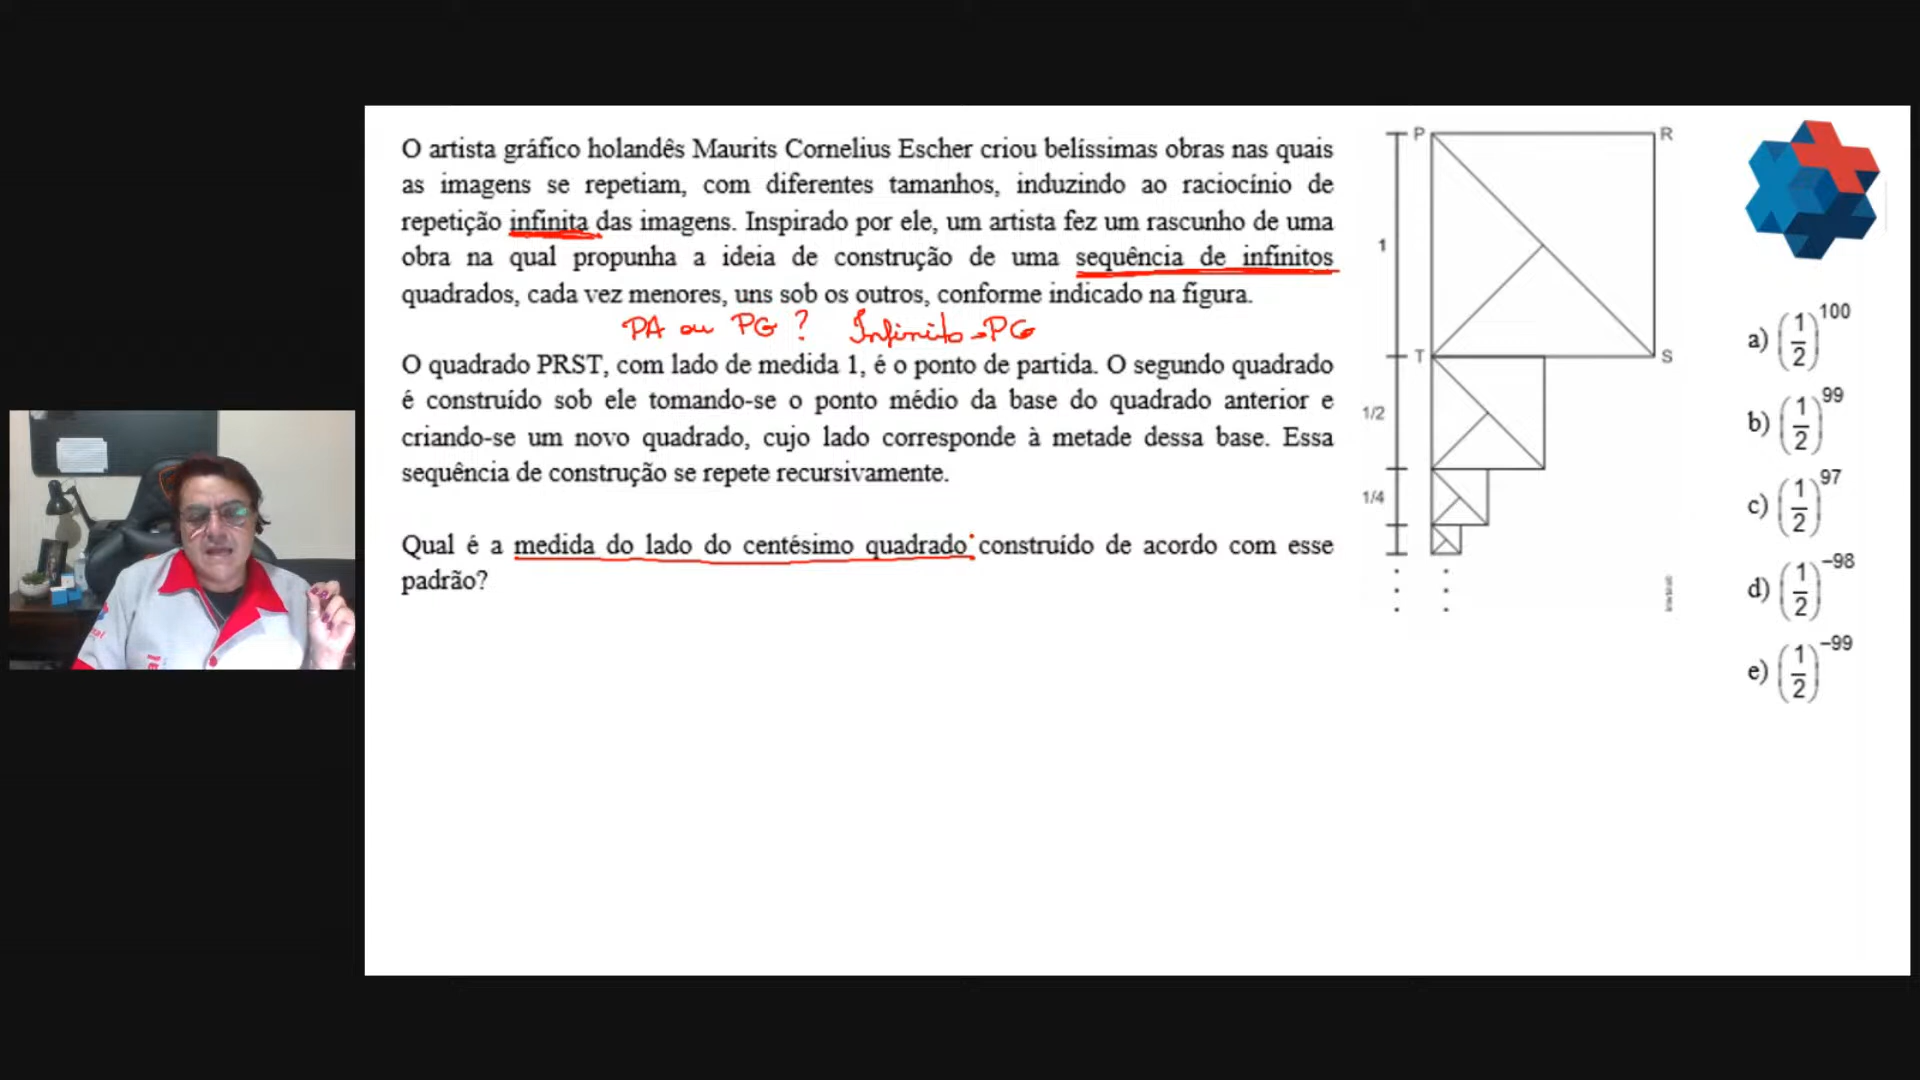 O artista gráfico holandês Maurits Cornelius Escher criou belíssimas obras nas quais
as imagens se repetiam, com diferentes tamanhos, induzindo ao raciocínio de
repetição infinita das imagens. Inspirado por ele, um artista fez um rascunho de uma
obra na qual propunha a ideia de construção de uma sequência de infinitos
quadrados, cada vez menores, uns sob os outros, conforme indicado na figura.
PA ou PG ? Infinito → PG
O quadrado PRST, com lado de medida 1, é o ponto de partida. O segundo quadrado
é construído sob ele tomando-se o ponto médio da base do quadrado anterior e
criando-se um novo quadrado, cujo lado corresponde à metade dessa base. Essa
sequência de construção se repete recursivamente.
Qual é a medida do lado do centésimo quadrado construído de acordo com esse
padrão?
P R
1
T S
1/2
1/4
a) (1/2)^100
b) (1/2)^99
c) (1/2)^97
d) (1/2)^-98
e) (1/2)^-99